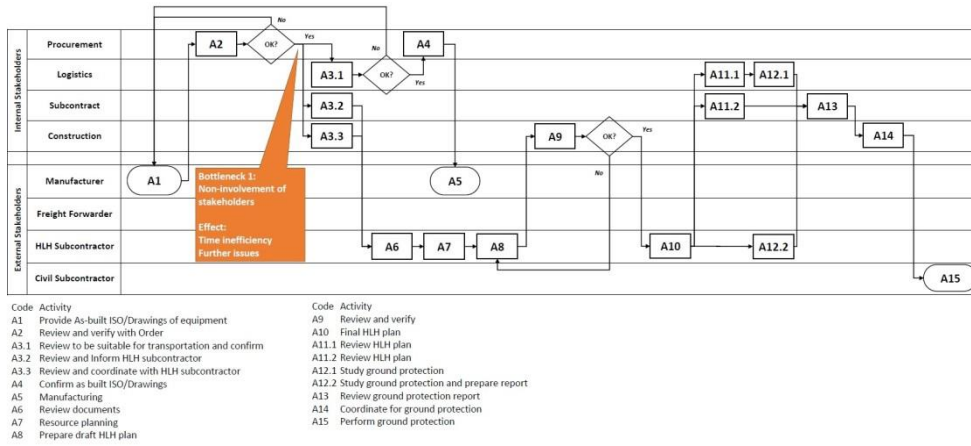 No
No
Internal Stakeholders
Procurement
A2
OK?
Yes
A4
Logistics
A3.1
OK?
Yes
A11.1
A12.1
Subcontract
A3.2
A11.2
A13
Construction
A3.3
A9
OK?
Yes
A14
No
External Stakeholders
Manufacturer
A1
Bottleneck 1:
Non-involvement of
stakeholders
Effect:
Time inefficiency
Further issues
A5
Freight Forwarder
HLH Subcontractor
A6
A7
A8
A10
A12.2
Civil Subcontractor
A15
Code Activity
A1 Provide As-built ISO/Drawings of equipment
A2 Review and verify with Order
A3.1 Review to be suitable for transportation and confirm
A3.2 Review and Inform HLH subcontractor
A3.3 Review and coordinate with HLH subcontractor
A4 Confirm as built ISO/Drawings
A5 Manufacturing
A6 Review documents
A7 Resource planning
A8 Prepare draft HLH plan
Code Activity
A9 Review and verify
A10 Final HLH plan
A11.1 Review HLH plan
A11.2 Review HLH plan
A12.1 Study ground protection
A12.2 Study ground protection and prepare report
A13 Review ground protection report
A14 Coordinate for ground protection
A15 Perform ground protection